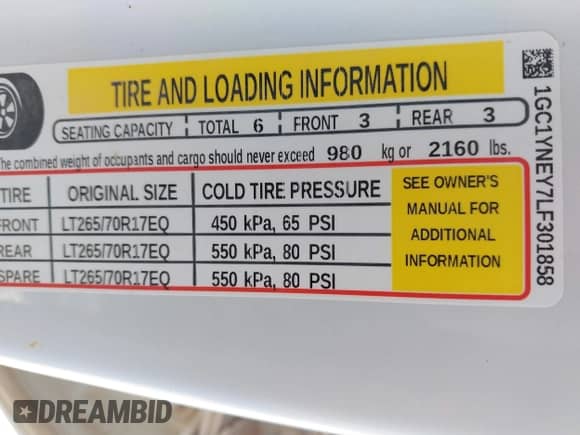 TIRE AND LOADING INFORMATION
SEATING CAPACITY TOTAL 6 FRONT 3 REAR 3
The combined weight of occupants and cargo should never exceed 980 kg or 2160 lbs.
TIRE ORIGINAL SIZE COLD TIRE PRESSURE
FRONT LT265/70R17EQ 450 kPa, 65 PSI
REAR LT265/70R17EQ 550 kPa, 80 PSI
SPARE LT265/70R17EQ 550 kPa, 80 PSI
SEE OWNER'S
MANUAL FOR
ADDITIONAL
INFORMATION
1GC1YNEY7LF301858
DREAMBID